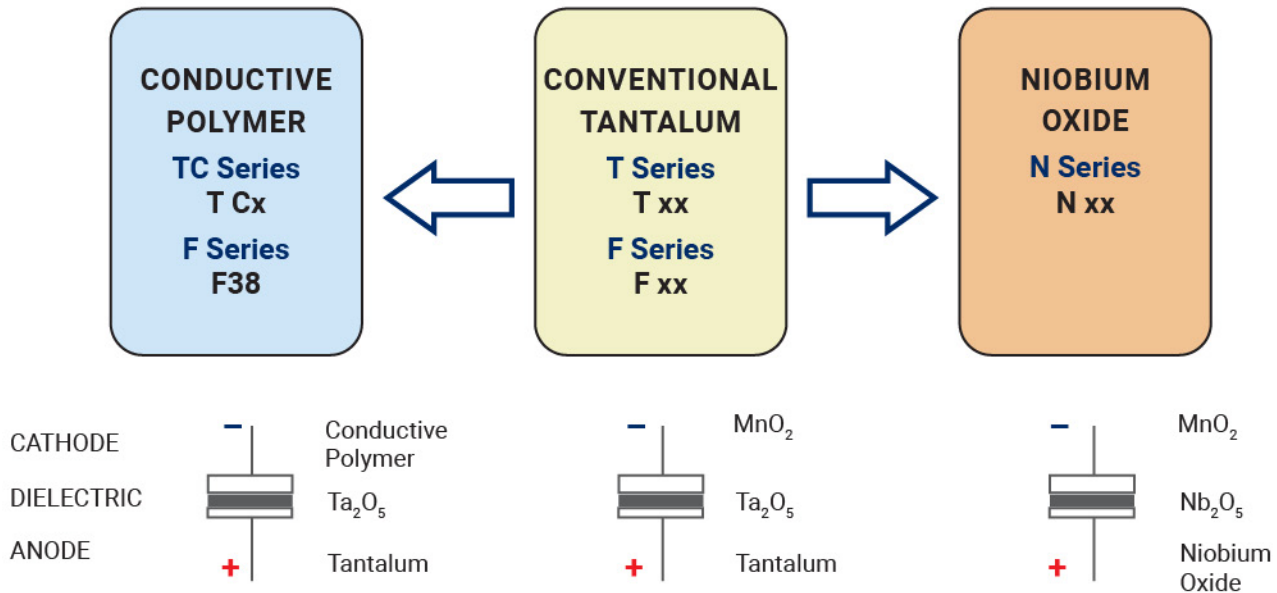 CONDUCTIVE
POLYMER
TC Series
T Cx
F Series
F38
CONVENTIONAL
TANTALUM
T Series
T xx
F Series
F xx
NIOBIUM
OXIDE
N Series
N xx
CATHODE
DIELECTRIC
ANODE
−
Conductive
Polymer
Ta₂O₅
+
Tantalum
−
MnO₂
Ta₂O₅
+
Tantalum
−
MnO₂
Nb₂O₅
+
Niobium
Oxide